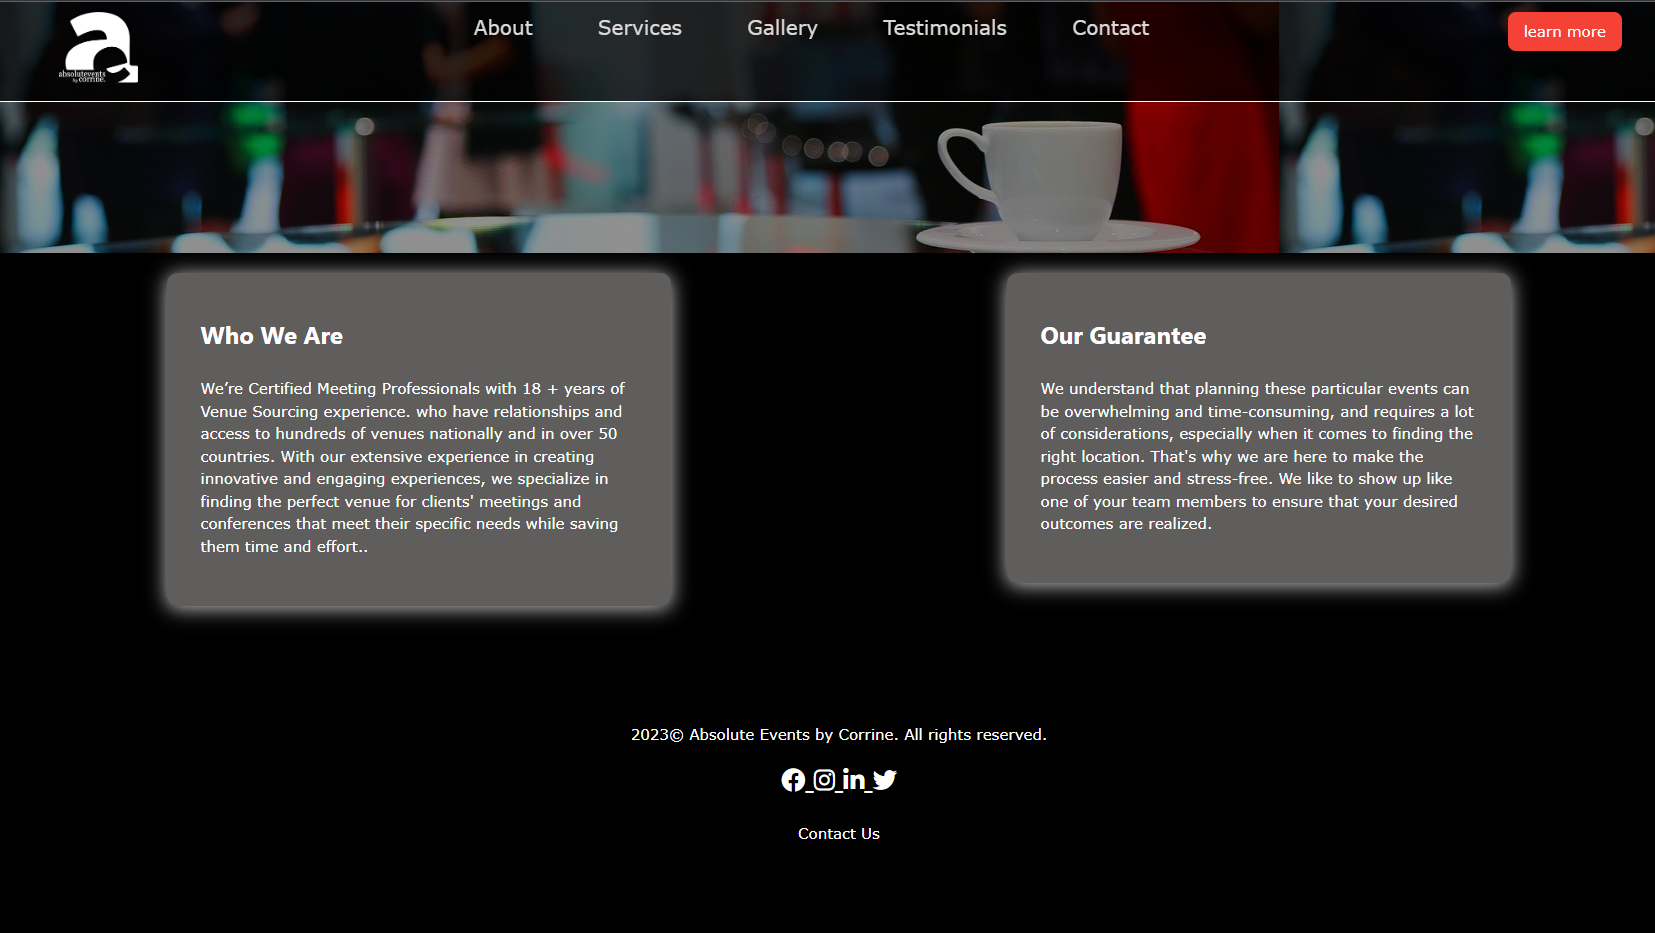 About Services Gallery Testimonials Contact
learn more
a
absolutevents
by corrine.
Who We Are
We’re Certified Meeting Professionals with 18 + years of
Venue Sourcing experience. who have relationships and
access to hundreds of venues nationally and in over 50
countries. With our extensive experience in creating
innovative and engaging experiences, we specialize in
finding the perfect venue for clients' meetings and
conferences that meet their specific needs while saving
them time and effort..
Our Guarantee
We understand that planning these particular events can
be overwhelming and time-consuming, and requires a lot
of considerations, especially when it comes to finding the
right location. That's why we are here to make the
process easier and stress-free. We like to show up like
one of your team members to ensure that your desired
outcomes are realized.
2023© Absolute Events by Corrine. All rights reserved.
Contact Us